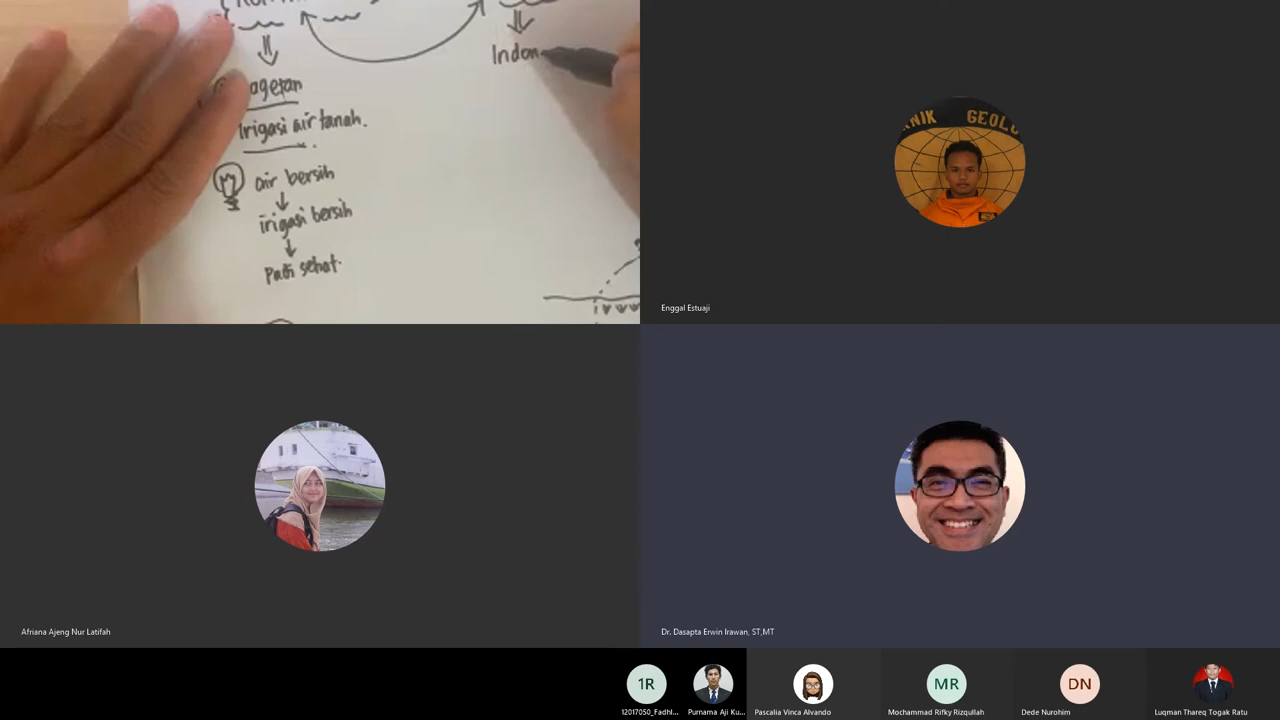 Indon
agetan
Irigasi air tanah.
air bersih
irigasi bersih
Padi sehat.
NIK GEOLO
Enggal Estuaji
Afriana Ajeng Nur Latifah
Dr. Dasapta Erwin Irawan, ST,MT
1R
MR
DN
12017050_Fadhl...
Purnama Aji Ku...
Pascalia Vinca Alvando
Mochammad Rifky Rizqullah
Dede Nurohim
Luqman Thareq Togak Ratu